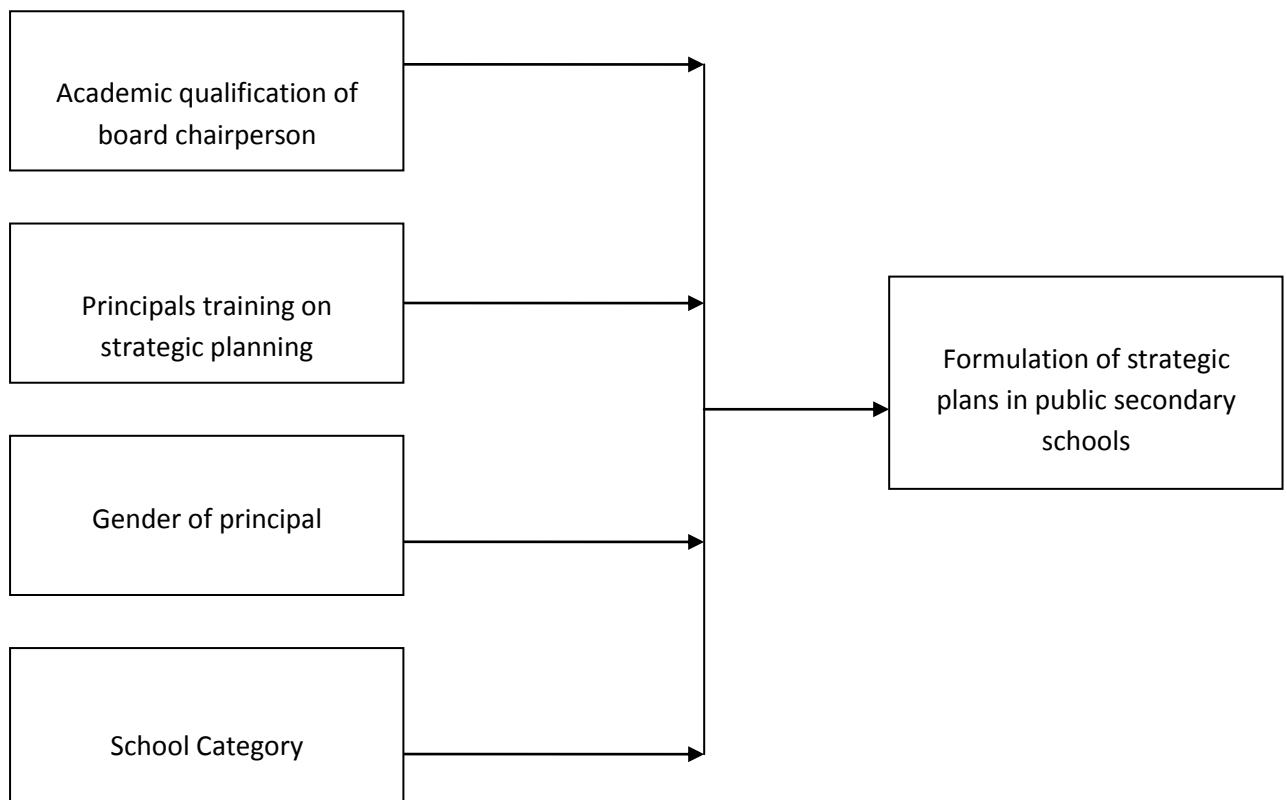 Academic qualification of
board chairperson
Principals training on
strategic planning
Gender of principal
School Category
Formulation of strategic
plans in public secondary
schools